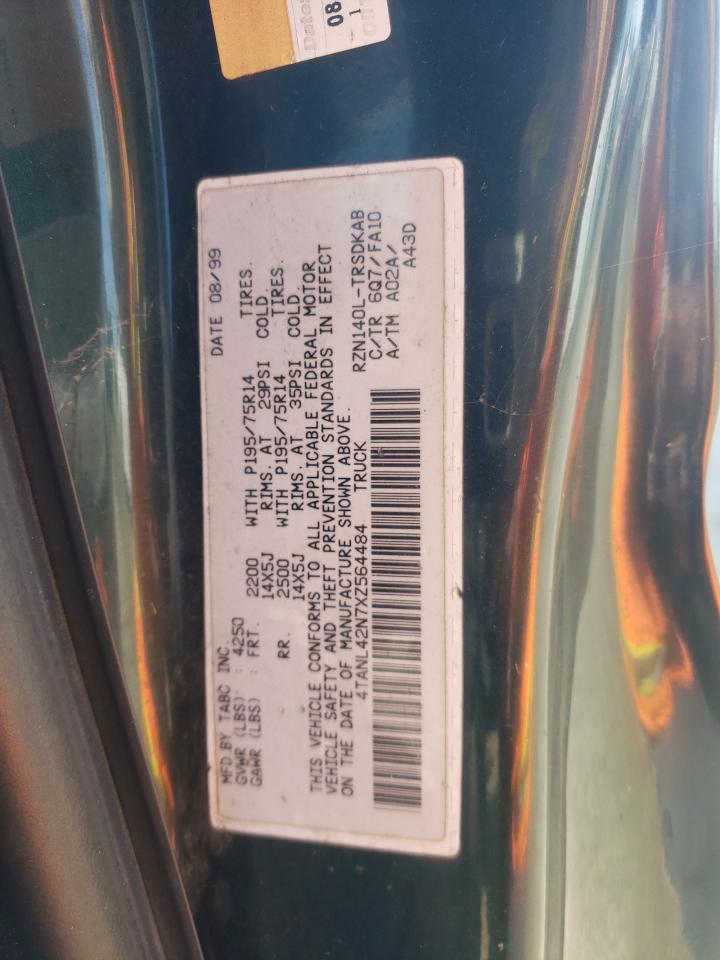 Date:
08
1
MFD.BY TABC INC. DATE 08/99
GVWR (LBS) : 4250
GAWR (LBS) : FRT. 2200 WITH P195/75R14 TIRES.
14X5J RIMS. AT 29PSI COLD.
RR. 2500 WITH P195/75R14 TIRES.
14X5J RIMS. AT 35PSI COLD.
THIS VEHICLE CONFORMS TO ALL APPLICABLE FEDERAL MOTOR
VEHICLE SAFETY AND THEFT PREVENTION STANDARDS IN EFFECT
ON THE DATE OF MANUFACTURE SHOWN ABOVE.
4TANL42N7XZ564484 TRUCK
RZN140L-TRSDKAB
C/TR 6Q7/FA10
A/TM A02A/
A43D